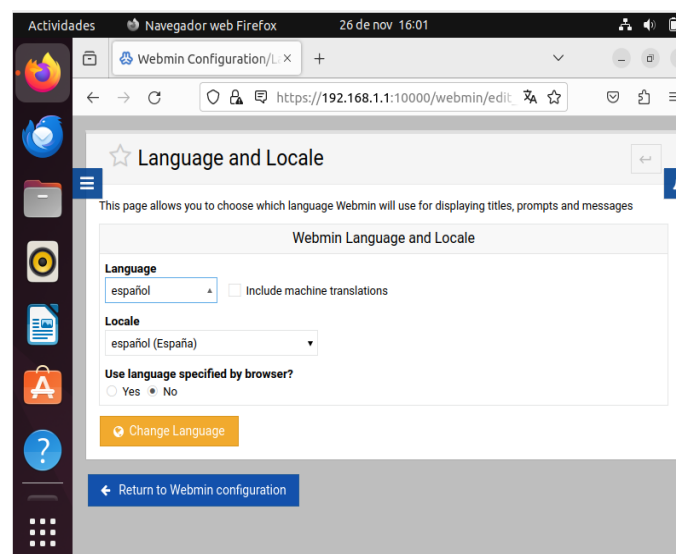 Actividades Navegador web Firefox 26 de nov 16:01
Webmin Configuration/La
https://192.168.1.1:10000/webmin/edit_
Language and Locale
This page allows you to choose which language Webmin will use for displaying titles, prompts and messages
Webmin Language and Locale
Language
español Include machine translations
Locale
español (España)
Use language specified by browser?
Yes No
Change Language
Return to Webmin configuration